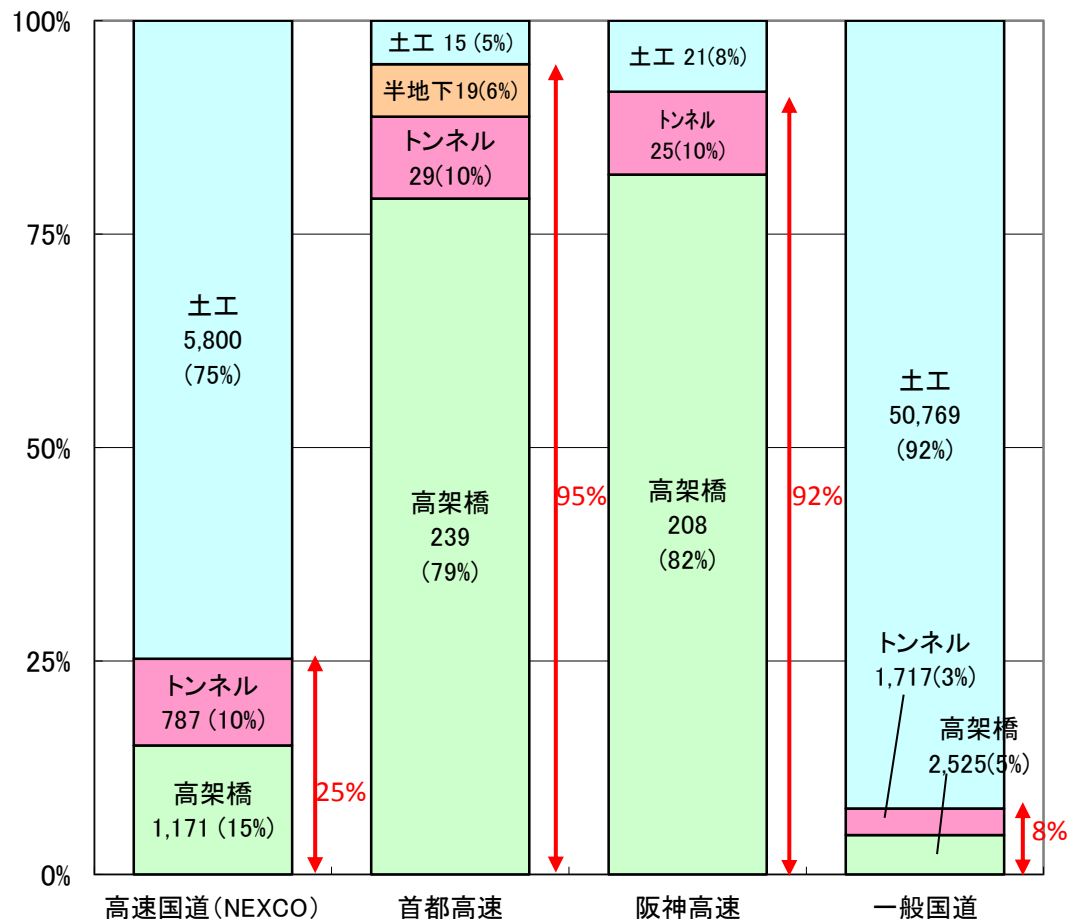 100%
75%
50%
25%
0%
土工
5,800
(75%)
トンネル
787 (10%)
高架橋
1,171 (15%)
25%
土工 15 (5%)
半地下19(6%)
トンネル
29(10%)
高架橋
239
(79%)
95%
土工 21(8%)
トンネル
25(10%)
高架橋
208
(82%)
92%
土工
50,769
(92%)
トンネル
1,717(3%)
高架橋
2,525(5%)
8%
高速国道(NEXCO)
首都高速
阪神高速
一般国道